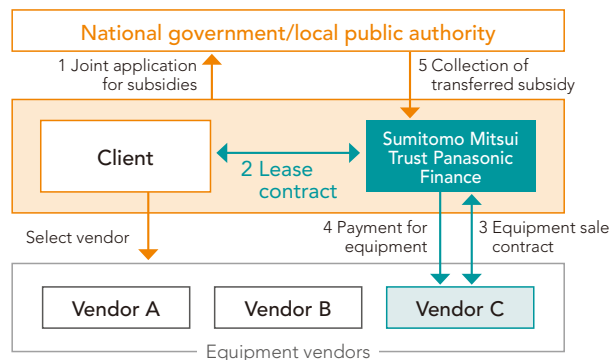 National government/local public authority
1 Joint application
for subsidies
5 Collection of
transferred subsidy
Client
2 Lease
contract
Sumitomo Mitsui
Trust Panasonic
Finance
Select vendor
4 Payment for
equipment
3 Equipment sale
contract
Vendor A
Vendor B
Vendor C
Equipment vendors